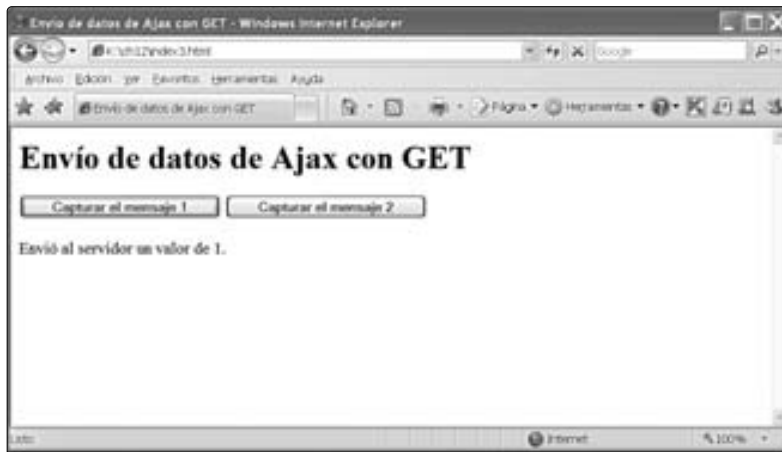 Envío de datos de Ajax con GET - Windows Internet Explorer
Google
Archivo Edición Ver Favoritos Herramientas Ayuda
Envío de datos de Ajax con GET
Página Herramientas
Envío de datos de Ajax con GET
Capturar el mensaje 1 Capturar el mensaje 2
Envió al servidor un valor de 1.
Listo Internet 100%